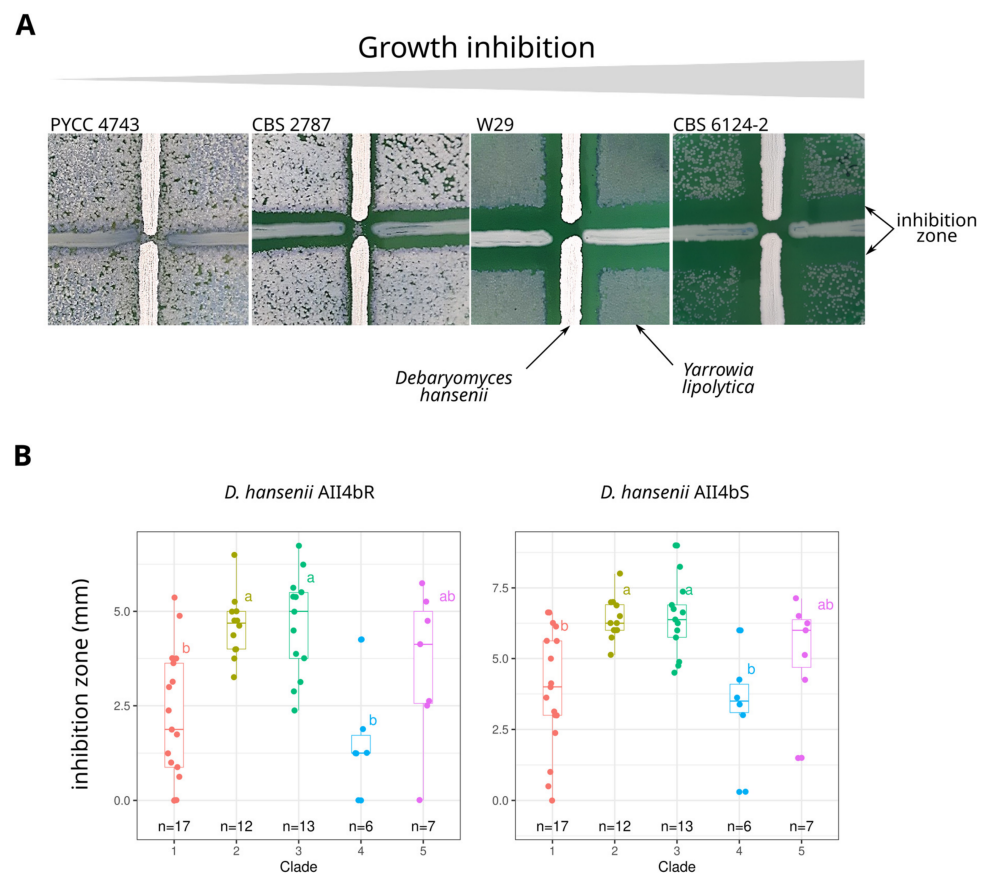 A
Growth inhibition
PYCC 4743
CBS 2787
W29
CBS 6124-2
inhibition
zone
Debaryomyces
hansenii
Yarrowia
lipolytica
B
D. hansenii AII4bR
D. hansenii AII4bS
inhibition zone (mm)
5.0
2.5
0.0
b
a
a
b
ab
n=17
n=12
n=13
n=6
n=7
1
2
3
4
5
Clade
7.5
5.0
2.5
0.0
b
a
a
b
ab
n=17
n=12
n=13
n=6
n=7
1
2
3
4
5
Clade